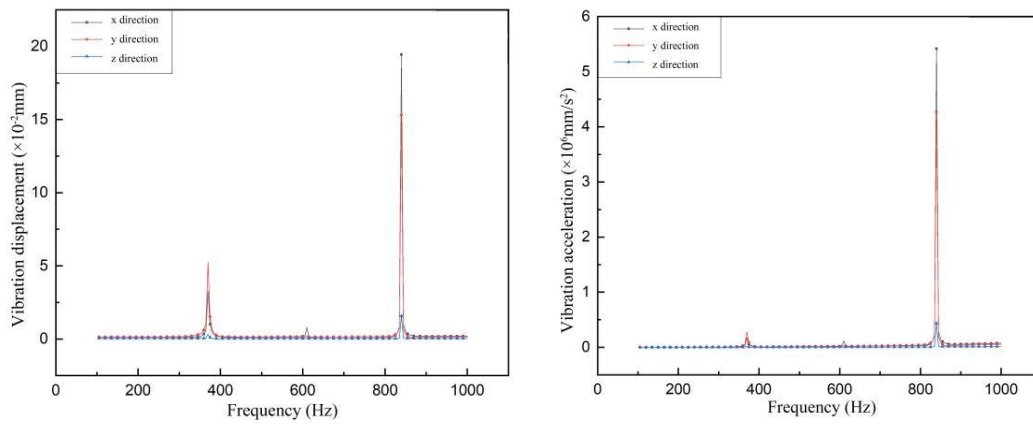 x direction
y direction
z direction
20
15
10
5
0
0
200
400
600
800
1000
Vibration displacement (×10⁻²mm)
Frequency (Hz)
x direction
y direction
z direction
6
5
4
3
2
1
0
0
200
400
600
800
1000
Vibration acceleration (×10⁶mm/s²)
Frequency (Hz)